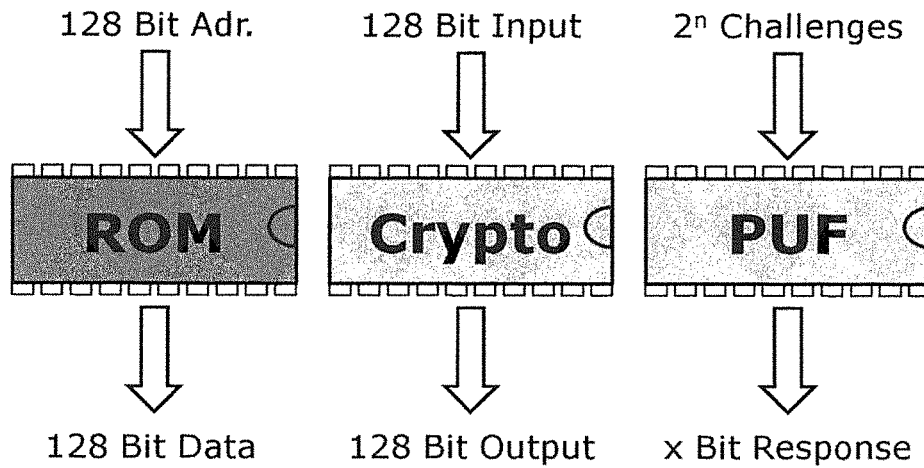 128 Bit Adr.
128 Bit Input
2ⁿ Challenges
ROM
Crypto
PUF
128 Bit Data
128 Bit Output
x Bit Response